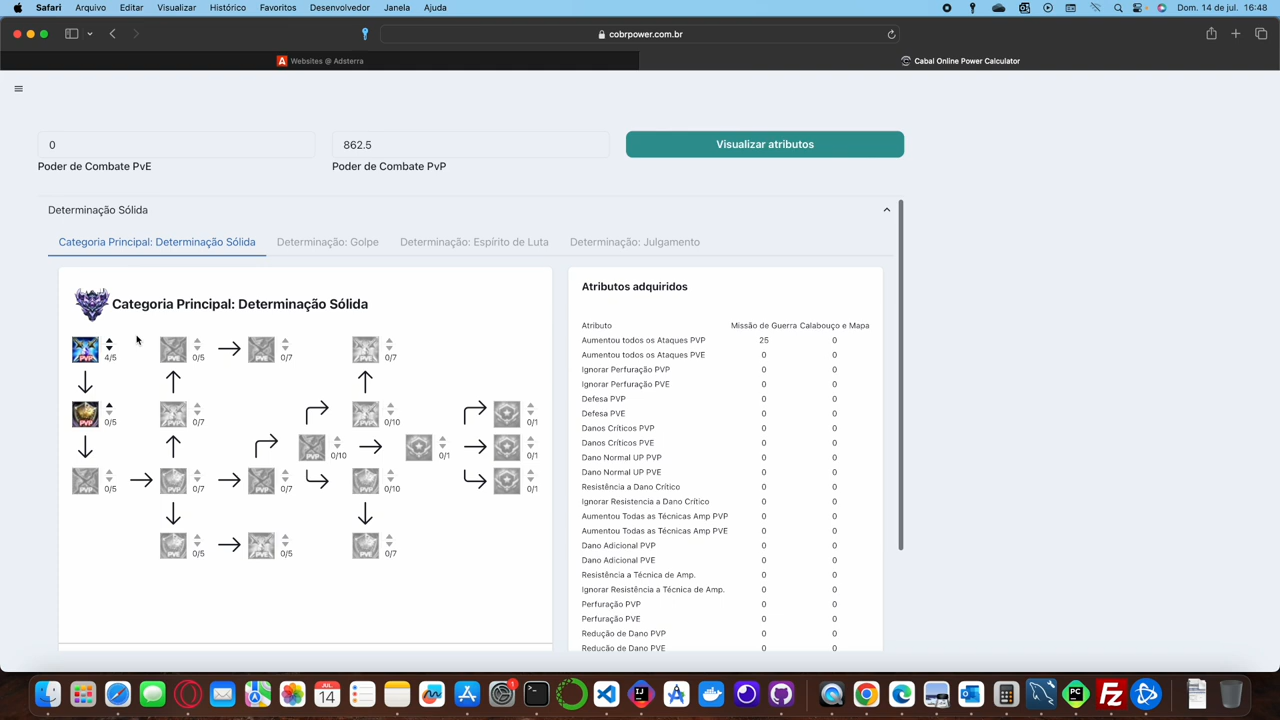 Safari Arquivo Editar Visualizar Histórico Favoritos Desenvolvedor Janela Ajuda Dom. 14 de jul. 16:48
cobrpower.com.br
Websites @ Adsterra Cabal Online Power Calculator
0 862.5 Visualizar atributos
Poder de Combate PvE Poder de Combate PvP
Determinação Sólida
Categoria Principal: Determinação Sólida Determinação: Golpe Determinação: Espírito de Luta Determinação: Julgamento
Categoria Principal: Determinação Sólida
4/5 0/5 0/7 0/7
0/5 0/7 0/10 0/1
0/10 0/1 0/1
0/5 0/7 0/7 0/10 0/1
0/5 0/5 0/7
Atributos adquiridos
Atributo Missão de Guerra Calabouço e Mapa
Aumentou todos os Ataques PVP 25 0
Aumentou todos os Ataques PVE 0 0
Ignorar Perfuração PVP 0 0
Ignorar Perfuração PVE 0 0
Defesa PVP 0 0
Defesa PVE 0 0
Danos Críticos PVP 0 0
Danos Críticos PVE 0 0
Dano Normal UP PVP 0 0
Dano Normal UP PVE 0 0
Resistência a Dano Crítico 0 0
Ignorar Resistencia a Dano Crítico 0 0
Aumentou Todas as Técnicas Amp PVP 0 0
Aumentou Todas as Técnicas Amp PVE 0 0
Dano Adicional PVP 0 0
Dano Adicional PVE 0 0
Resistência a Técnica de Amp. 0 0
Ignorar Resistência a Técnica de Amp. 0 0
Perfuração PVP 0 0
Perfuração PVE 0 0
Redução de Dano PVP 0 0
Redução de Dano PVE 0 0
JUL
14
1